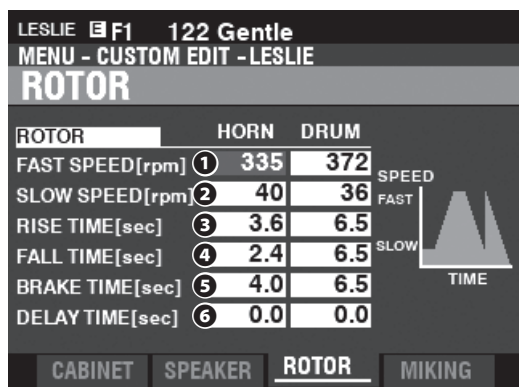 LESLIE E F1 122 Gentle
MENU - CUSTOM EDIT - LESLIE
ROTOR
ROTOR HORN DRUM
FAST SPEED[rpm] 1 335 372
SLOW SPEED[rpm] 2 40 36
RISE TIME[sec] 3 3.6 6.5
FALL TIME[sec] 4 2.4 6.5
BRAKE TIME[sec] 5 4.0 6.5
DELAY TIME[sec] 6 0.0 0.0
SPEED
FAST
SLOW
TIME
CABINET SPEAKER ROTOR MIKING